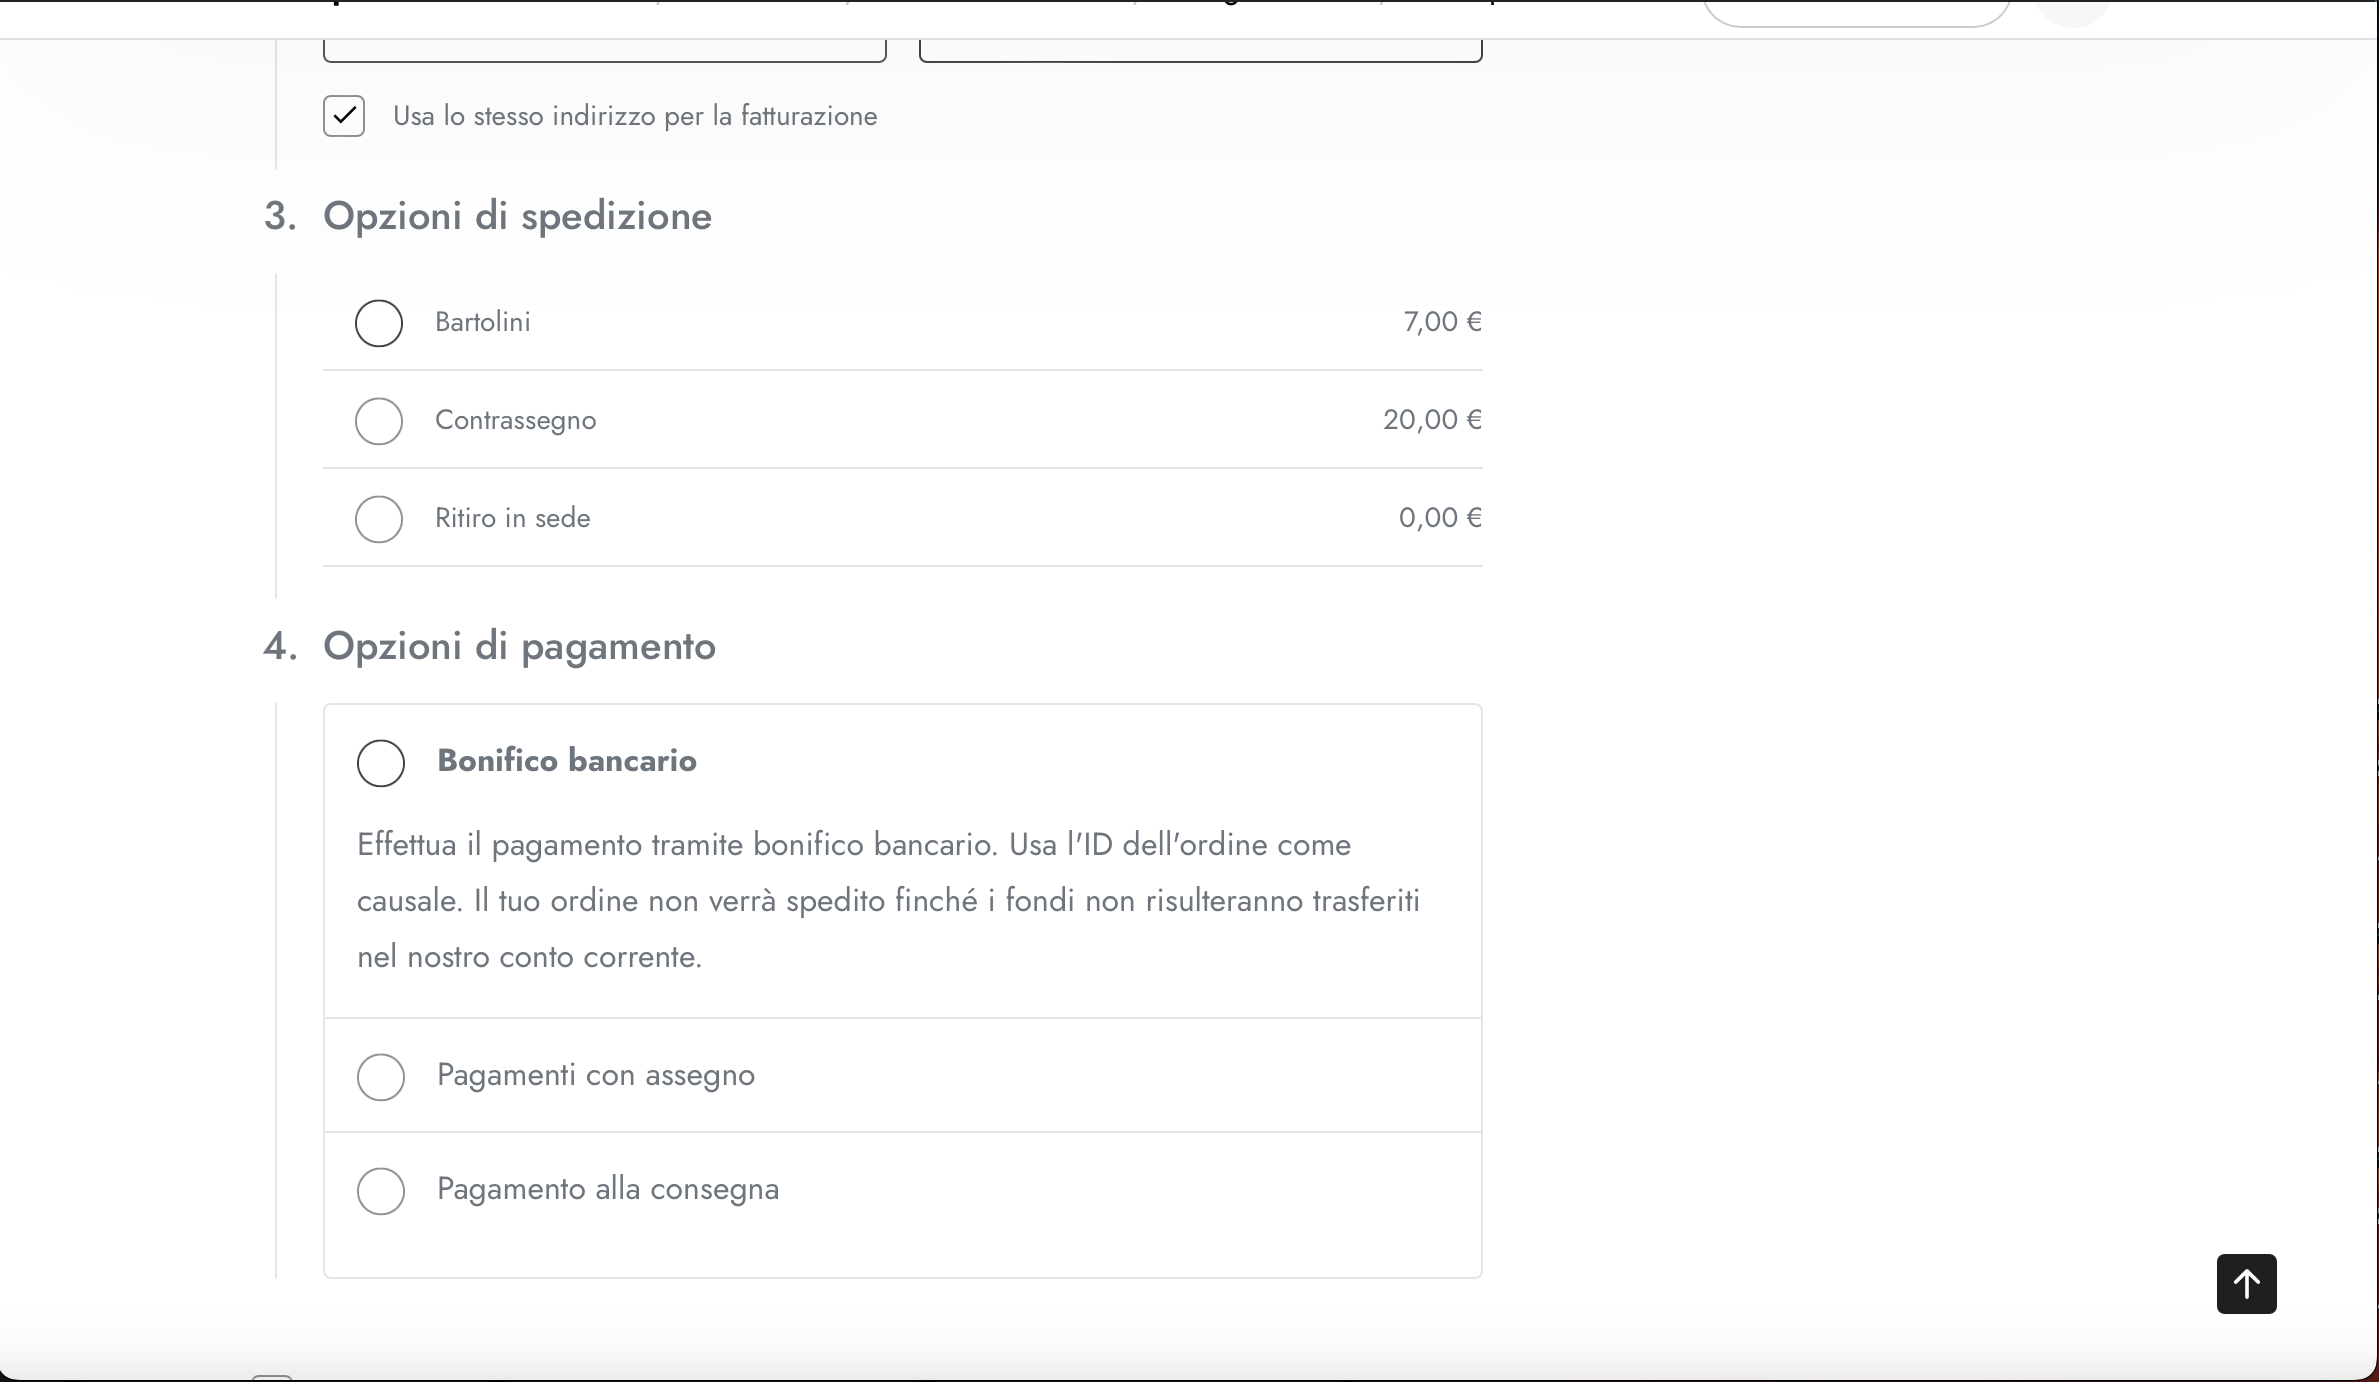 Usa lo stesso indirizzo per la fatturazione
3. Opzioni di spedizione
Bartolini 7,00 €
Contrassegno 20,00 €
Ritiro in sede 0,00 €
4. Opzioni di pagamento
Bonifico bancario
Effettua il pagamento tramite bonifico bancario. Usa l'ID dell'ordine come
causale. Il tuo ordine non verrà spedito finché i fondi non risulteranno trasferiti
nel nostro conto corrente.
Pagamenti con assegno
Pagamento alla consegna